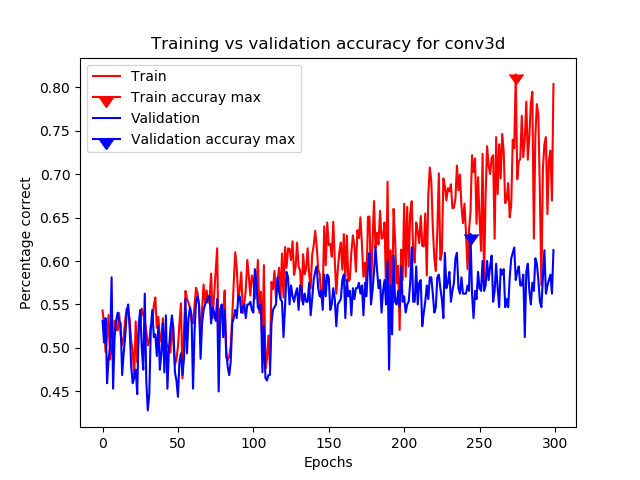 Training vs validation accuracy for conv3d
Train
Train accuray max
Validation
Validation accuray max
Percentage correct
0.80
0.75
0.70
0.65
0.60
0.55
0.50
0.45
0 50 100 150 200 250 300
Epochs